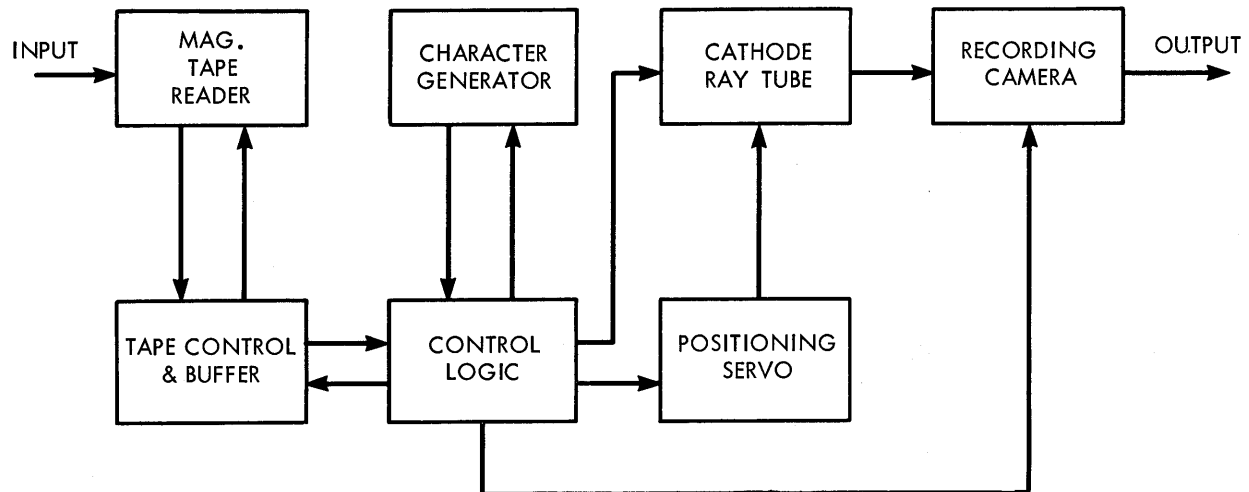 INPUT
MAG.
TAPE
READER
CHARACTER
GENERATOR
CATHODE
RAY TUBE
RECORDING
CAMERA
OUTPUT
TAPE CONTROL
& BUFFER
CONTROL
LOGIC
POSITIONING
SERVO